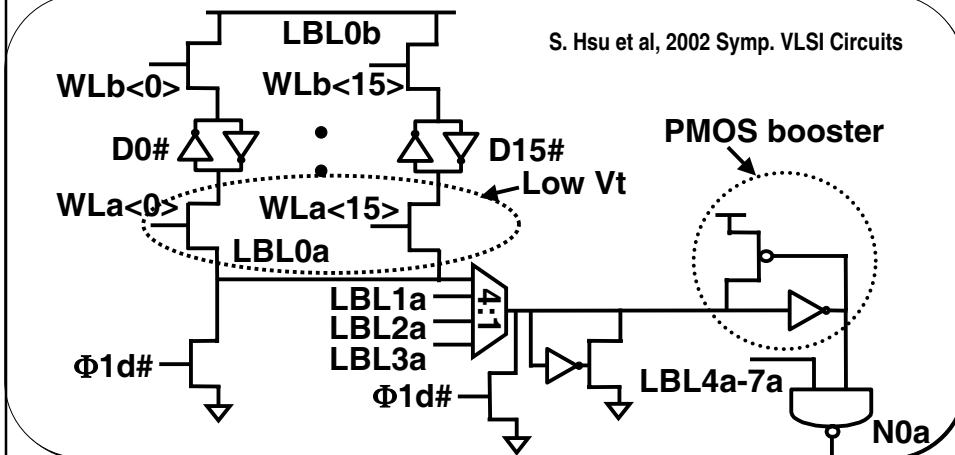 LBL0b
S. Hsu et al, 2002 Symp. VLSI Circuits
WLb<0>
WLb<15>
PMOS booster
D0#
D15#
Low Vt
WLa<0>
WLa<15>
LBL0a
LBL1a
4:1
LBL2a
LBL3a
Φ1d#
Φ1d#
LBL4a-7a
N0a